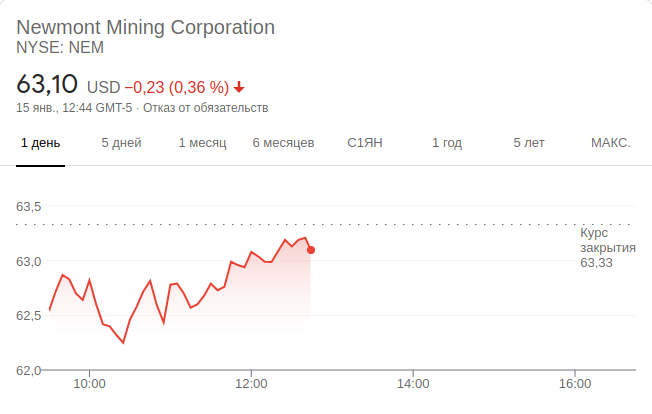 Newmont Mining Corporation
NYSE: NEM
63,10 USD −0,23 (0,36 %)
15 янв., 12:44 GMT-5 · Отказ от обязательств
1 день 5 дней 1 месяц 6 месяцев С1ЯН 1 год 5 лет МАКС.
63,5
Курс
закрытия
63,33
63,0
62,5
62,0
10:00 12:00 14:00 16:00